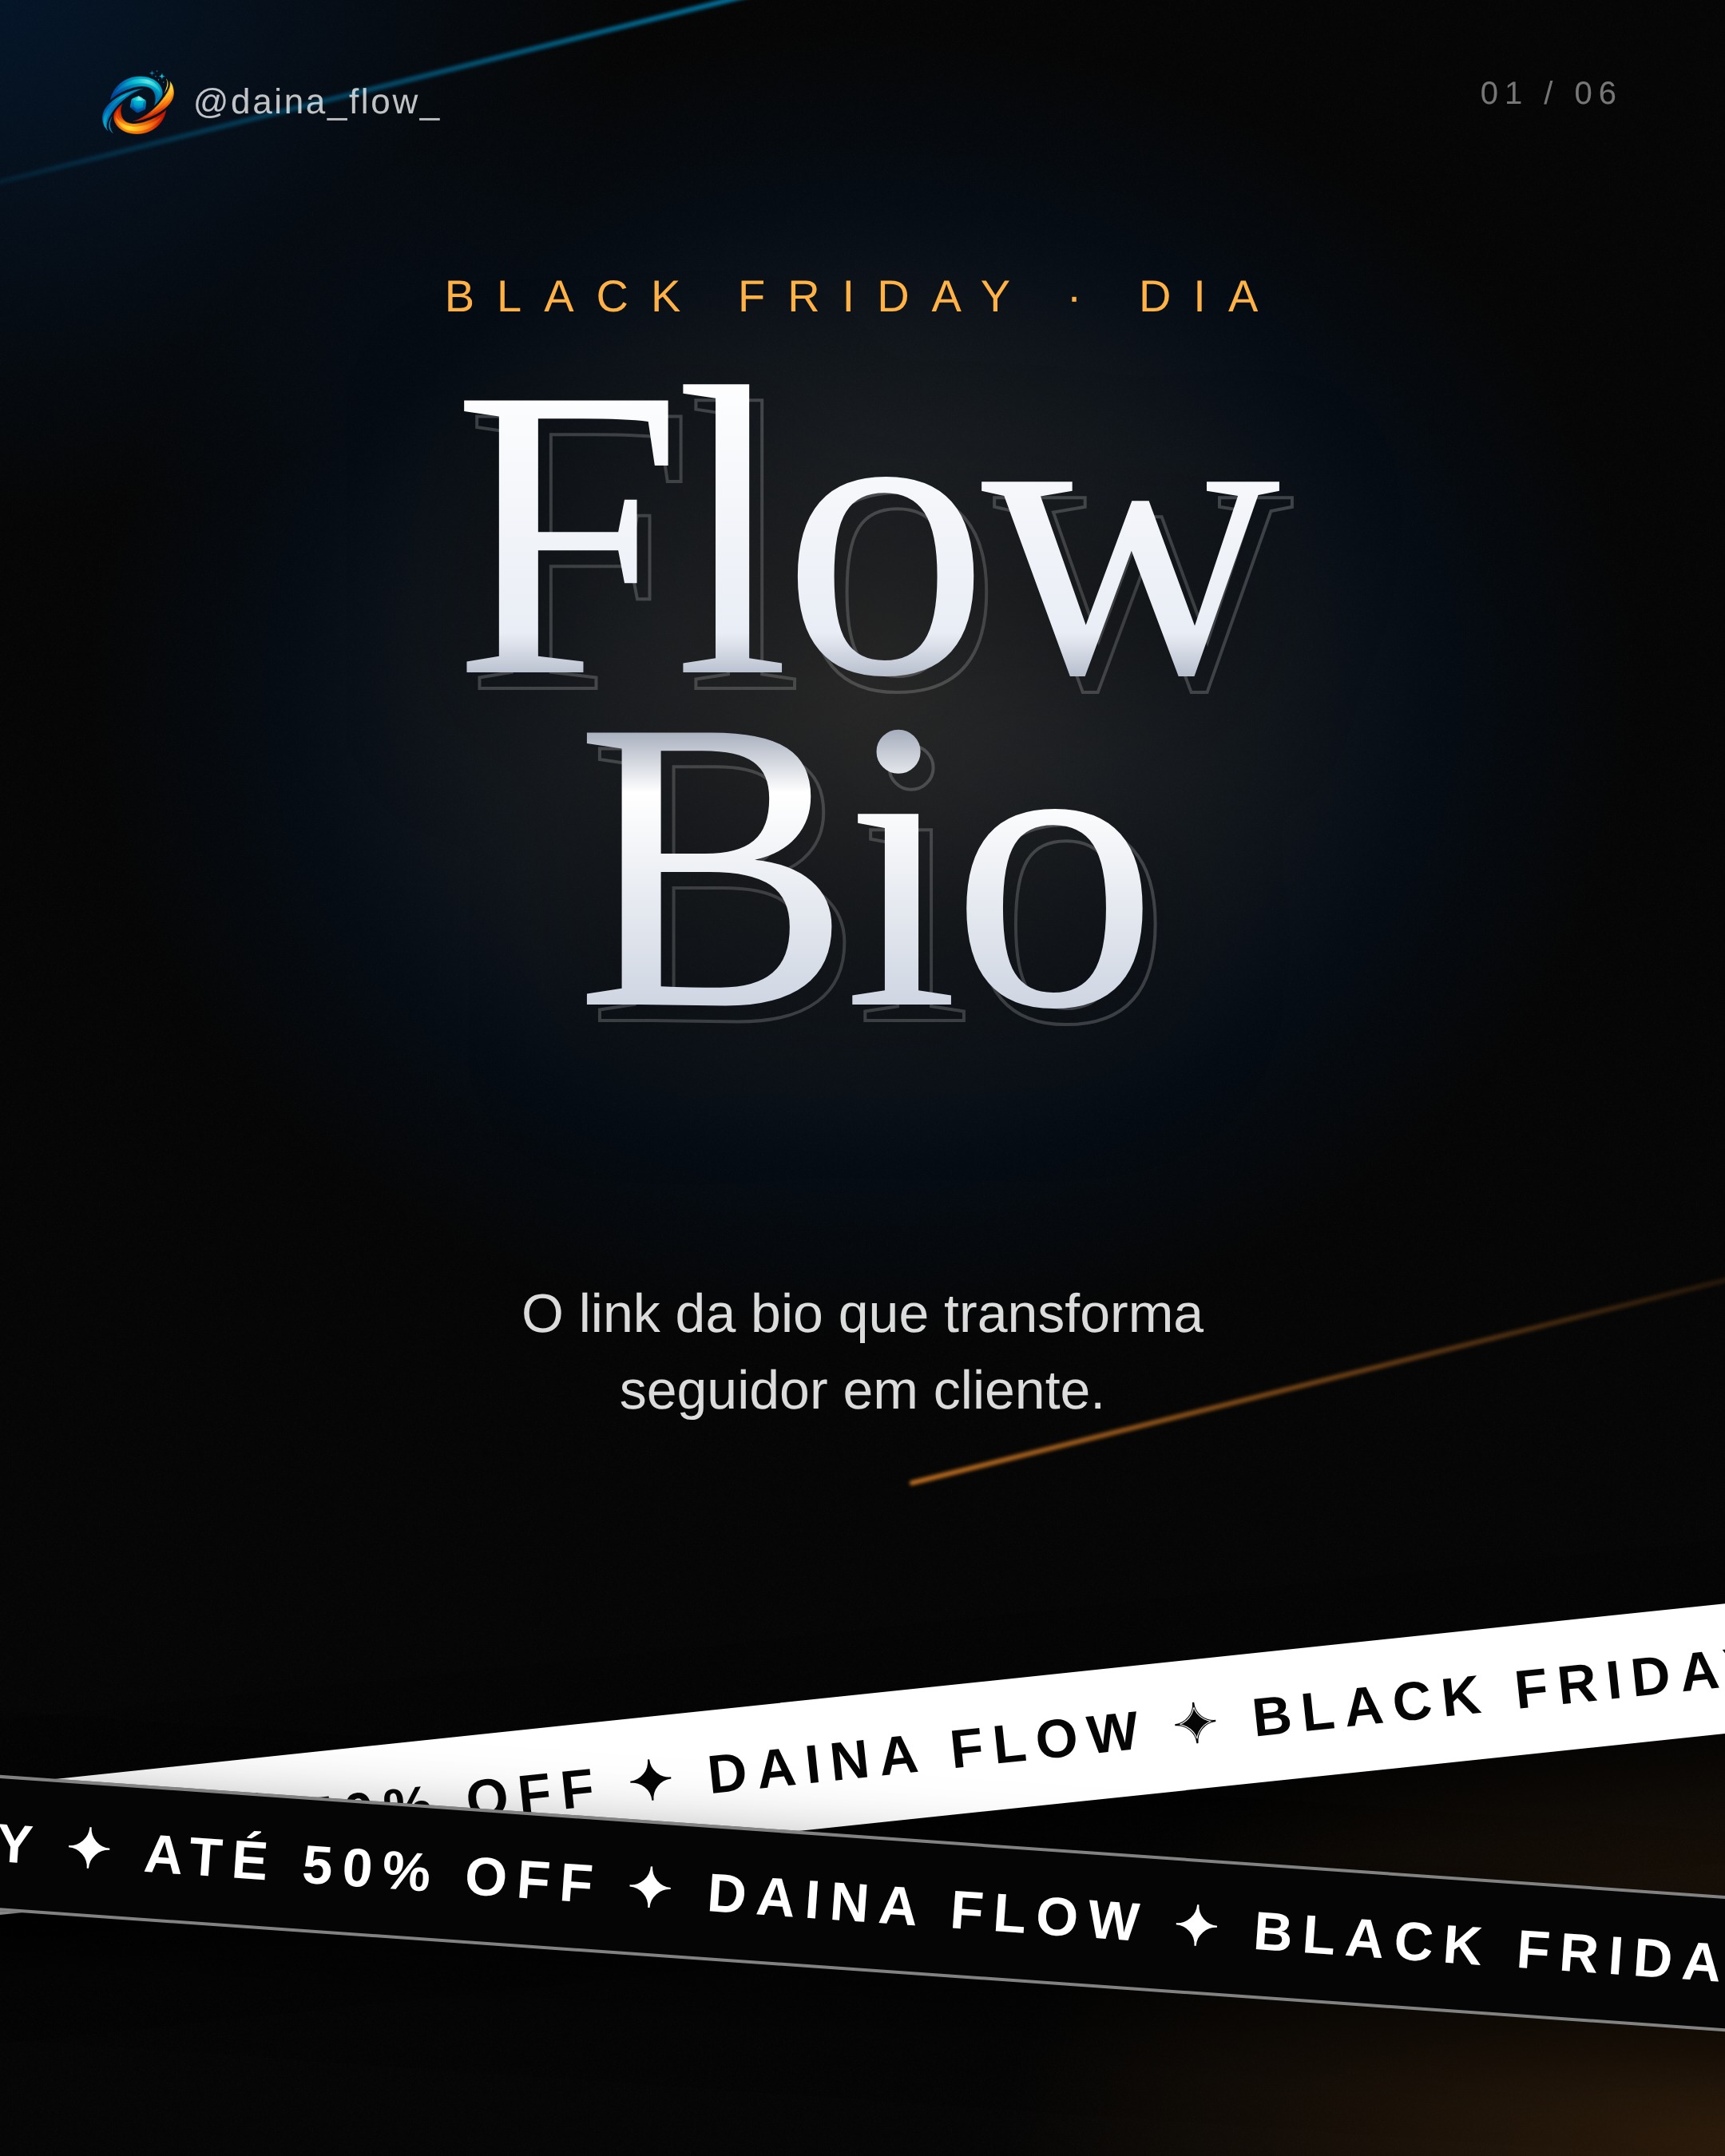 @daina_flow_
01 / 06
BLACK FRIDAY · DIA
Flow
Bio
O link da bio que transforma
seguidor em cliente.
OFF ✦ DAINA FLOW ✦ BLACK FRIDAY
Y ✦ ATÉ 50% OFF ✦ DAINA FLOW ✦ BLACK FRIDA